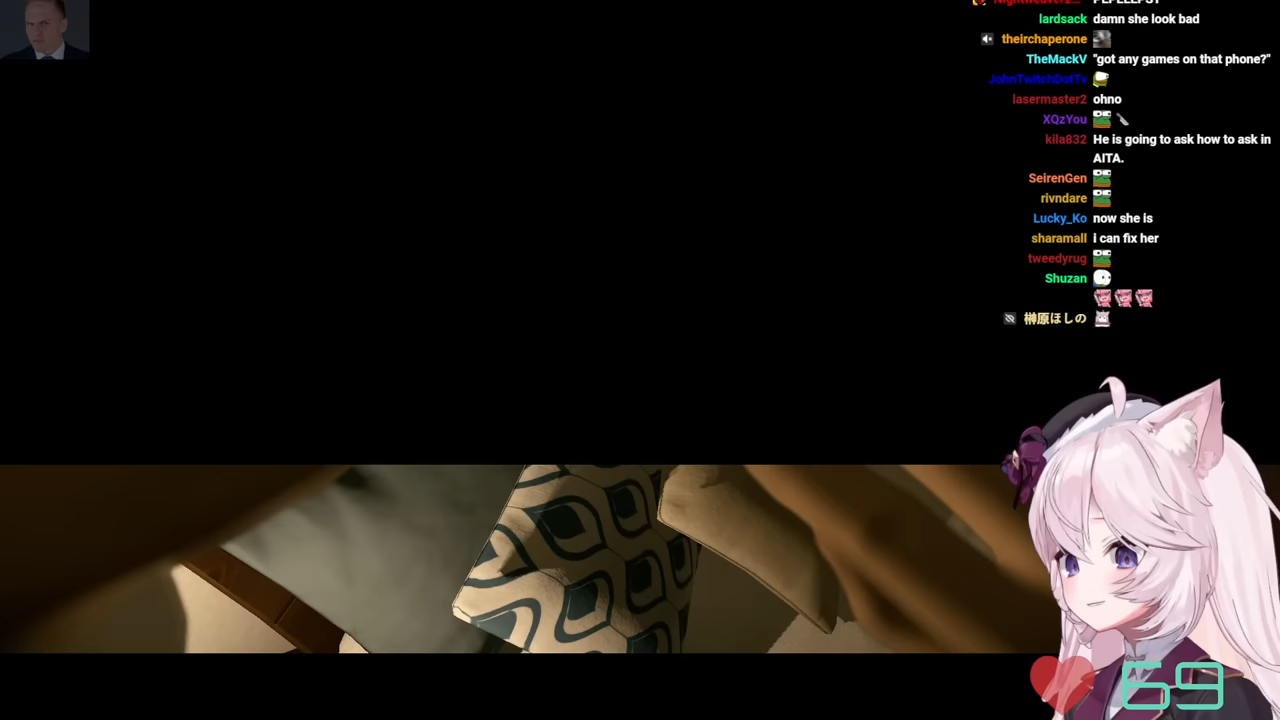 lardsack damn she look bad
theirchaperone
TheMackV "got any games on that phone?"
JohnTwitchDotTv
lasermaster2 ohno
XQzYou
kila832 He is going to ask how to ask in
AITA.
SeirenGen
rivndare
Lucky_Ko now she is
sharamall i can fix her
tweedyrug
Shuzan
榊原ほしの
69